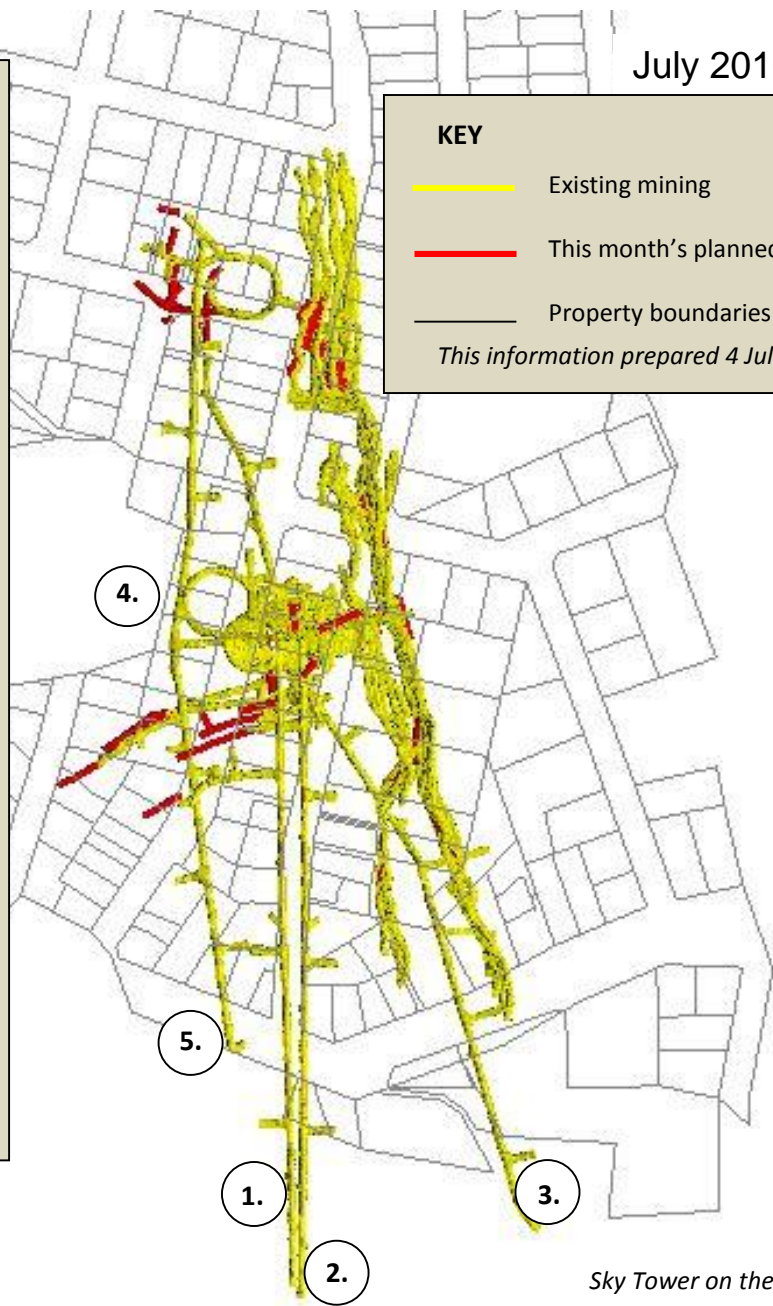 July 201
KEY
Existing mining
This month's planned
Property boundaries
This information prepared 4 Jul
4.
5.
1.
3.
2.
Sky Tower on the